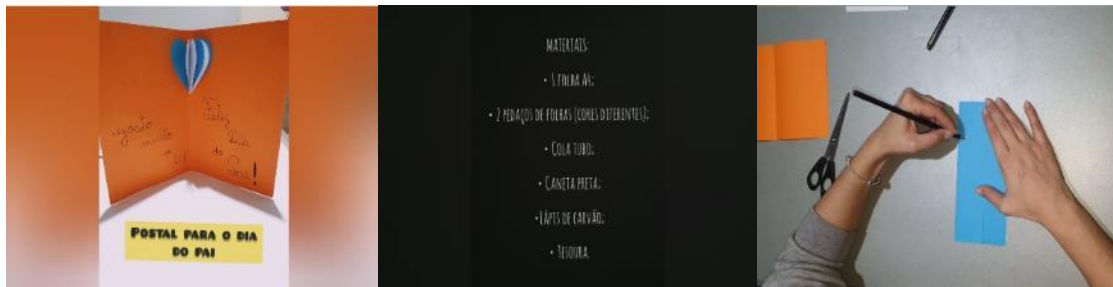 gosto
muito
de ti!
Feliz
Dia
do
Pai!
POSTAL PARA O DIA
DO PAI
MATERIAIS:
• 1 FOLHA A4;
• 2 PEDAÇOS DE FOLHAS (CORES DIFERENTES);
• COLA TUBO;
• CANETA PRETA;
• LÁPIS DE CARVÃO;
• TESOURA.